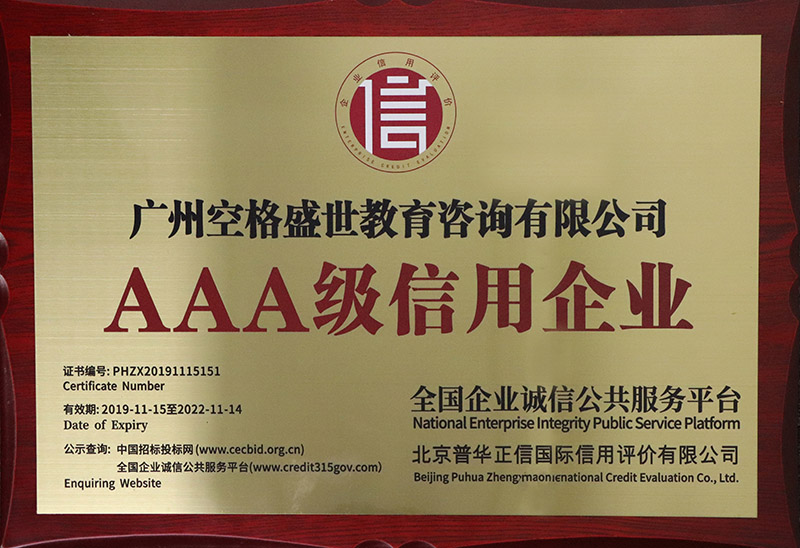 企业信用评价
信
ENTERPRISE CREDIT EVALUATION
广州空格盛世教育咨询有限公司
AAA级信用企业
证书编号: PHZX20191115151
Certificate Number
有效期: 2019-11-15至2022-11-14
Date of Expiry
公示查询: 中国招标投标网(www.cecbid.org.cn)
全国企业诚信公共服务平台(www.credit315gov.com)
Enquiring Website
全国企业诚信公共服务平台
National Enterprise Integrity Public Service Platform
北京普华正信国际信用评价有限公司
Beijing Puhua Credit Evaluation Co., Ltd.